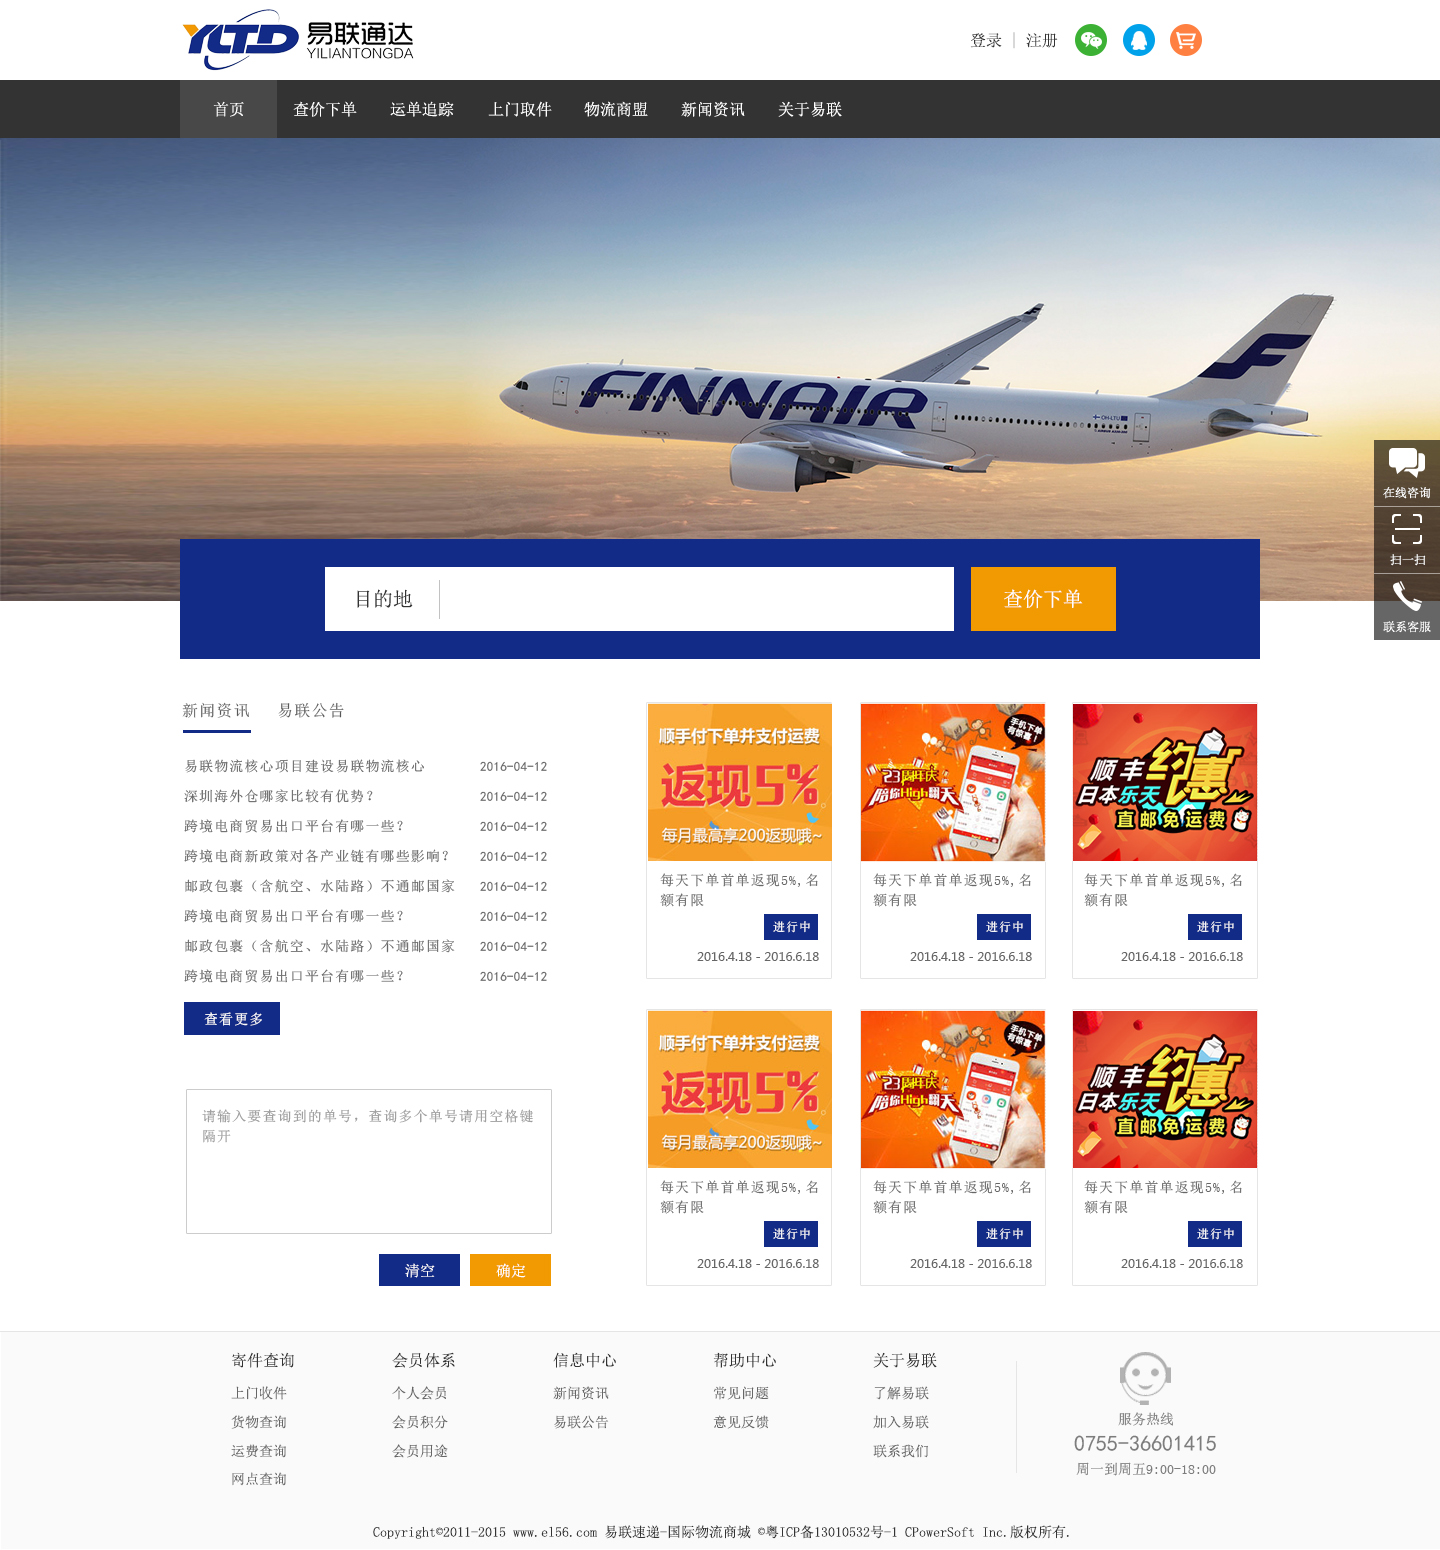 YLTD 易联通达
YILIANTONGDA
登录 | 注册
首页 查价下单 运单追踪 上门取件 物流商盟 新闻资讯 关于易联
FINNAIR
OH-LTU
在线咨询
扫一扫
联系客服
目的地
查价下单
新闻资讯 易联公告
易联物流核心项目建设易联物流核心 2016-04-12
深圳海外仓哪家比较有优势？ 2016-04-12
跨境电商贸易出口平台有哪一些？ 2016-04-12
跨境电商新政策对各产业链有哪些影响？ 2016-04-12
邮政包裹（含航空、水陆路）不通邮国家 2016-04-12
跨境电商贸易出口平台有哪一些？ 2016-04-12
邮政包裹（含航空、水陆路）不通邮国家 2016-04-12
跨境电商贸易出口平台有哪一些？ 2016-04-12
查看更多
请输入要查询到的单号，查询多个单号请用空格键
隔开
清空 确定
顺手付下单并支付运费
返现5%
每月最高享200返现哦~
每天下单首单返现5%,名
额有限
进行中
2016.4.18 - 2016.6.18
手机下单
有惊喜！
23周年庆
陪你High翻天
每天下单首单返现5%,名
额有限
进行中
2016.4.18 - 2016.6.18
顺丰约惠
日本乐天
直邮免运费
每天下单首单返现5%,名
额有限
进行中
2016.4.18 - 2016.6.18
顺手付下单并支付运费
返现5%
每月最高享200返现哦~
每天下单首单返现5%,名
额有限
进行中
2016.4.18 - 2016.6.18
手机下单
有惊喜！
23周年庆
陪你High翻天
每天下单首单返现5%,名
额有限
进行中
2016.4.18 - 2016.6.18
顺丰约惠
日本乐天
直邮免运费
每天下单首单返现5%,名
额有限
进行中
2016.4.18 - 2016.6.18
寄件查询
上门收件
货物查询
运费查询
网点查询
会员体系
个人会员
会员积分
会员用途
信息中心
新闻资讯
易联公告
帮助中心
常见问题
意见反馈
关于易联
了解易联
加入易联
联系我们
服务热线
0755-36601415
周一到周五9:00-18:00
Copyright©2011-2015 www.el56.com 易联速递-国际物流商城 ©粤ICP备13010532号-1 CPowerSoft Inc.版权所有.